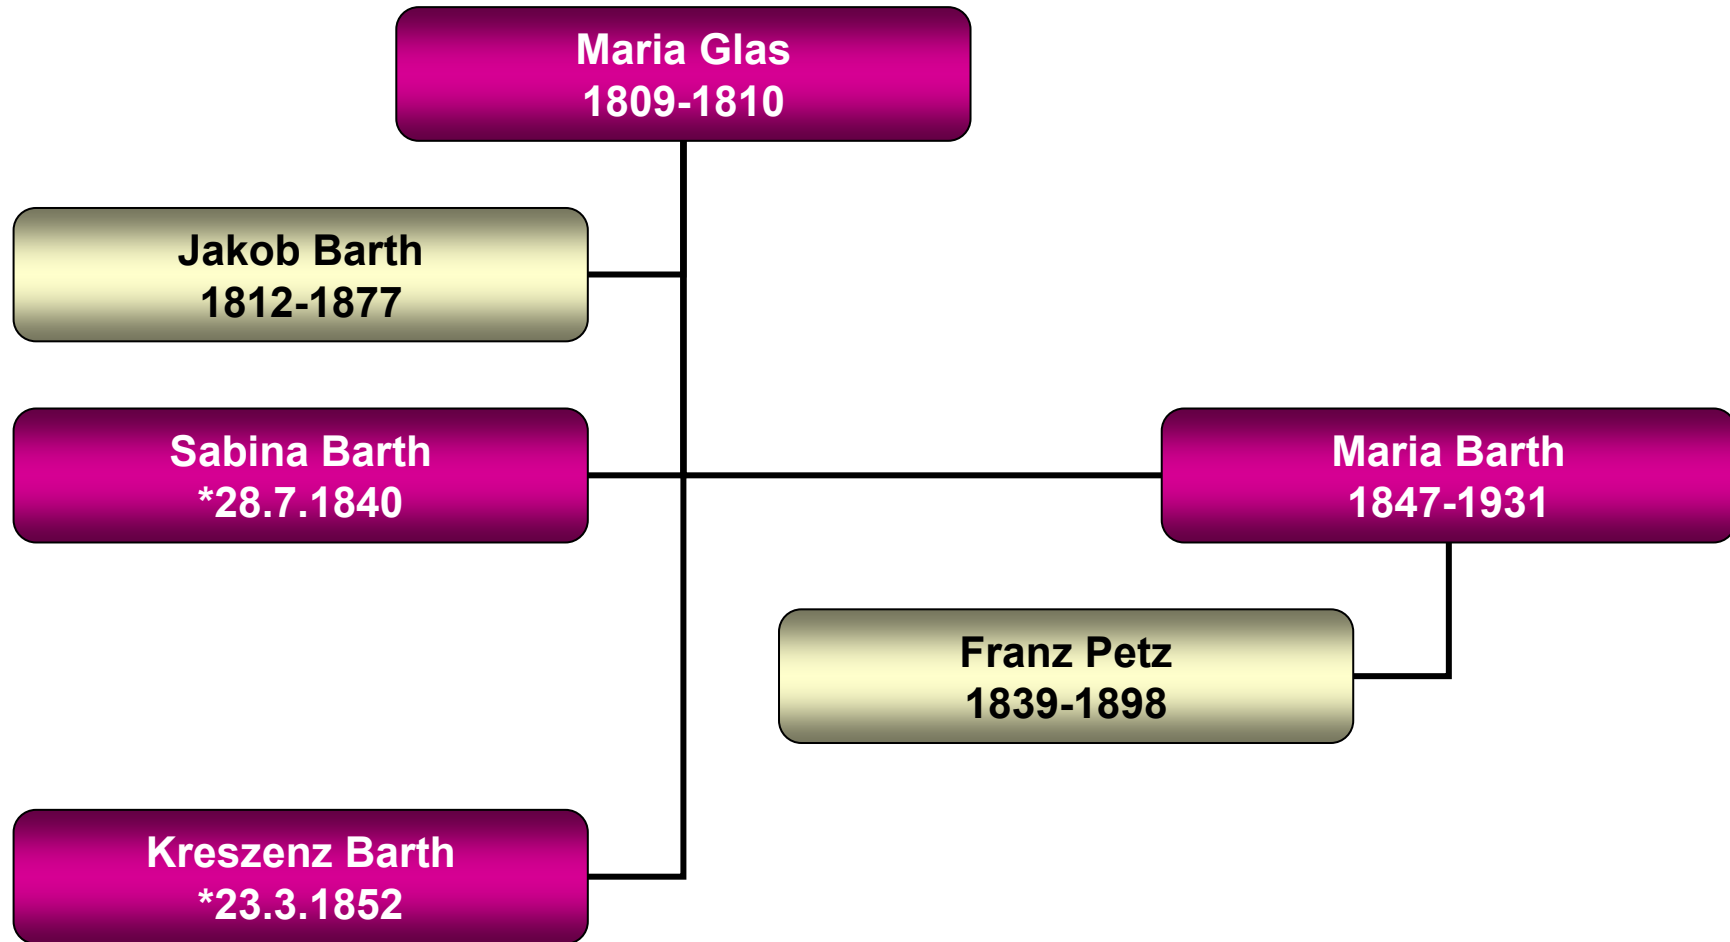 Maria Glas
1809-1810
Jakob Barth
1812-1877
Sabina Barth
*28.7.1840
Maria Barth
1847-1931
Franz Petz
1839-1898
Kreszenz Barth
*23.3.1852